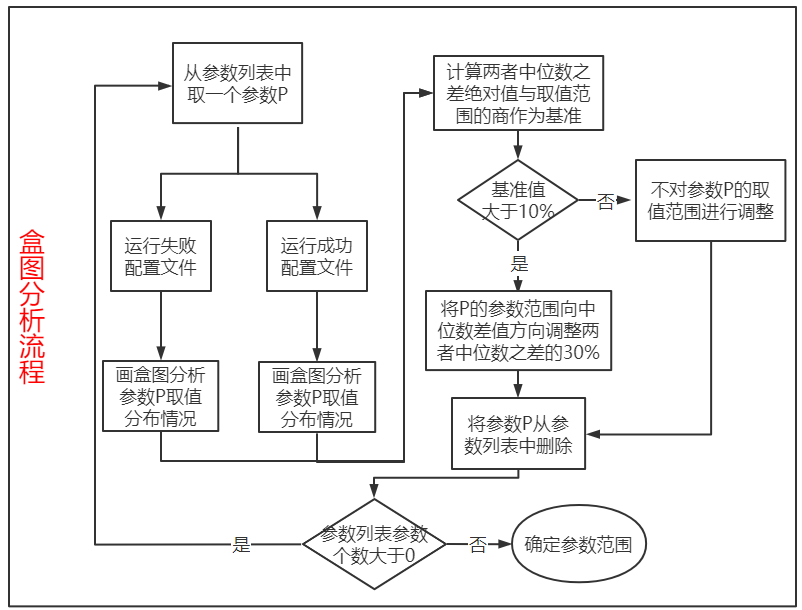 盒图分析流程
从参数列表中
取一个参数P
运行失败
配置文件
运行成功
配置文件
画盒图分析
参数P取值
分布情况
画盒图分析
参数P取值
分布情况
计算两者中位数之
差绝对值与取值范
围的商作为基准
基准值
大于10%
否
不对参数P的取
值范围进行调整
是
将P的参数范围向中
位数差值方向调整两
者中位数之差的30%
将参数P从参
数列表中删除
参数列表参数
个数大于0
是
否
确定参数范围